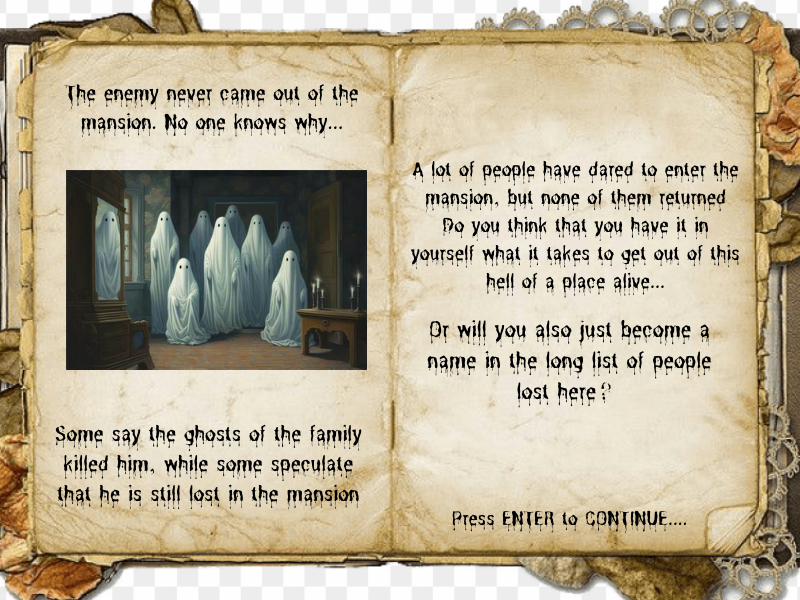 The enemy never came out of the
mansion. No one knows why...
Some say the ghosts of the family
killed him, while some speculate
that he is still lost in the mansion
A lot of people have dared to enter the
mansion, but none of them returned
Do you think that you have it in
yourself what it takes to get out of this
hell of a place alive...
Or will you also just become a
name in the long list of people
lost here?
Press ENTER to CONTINUE....